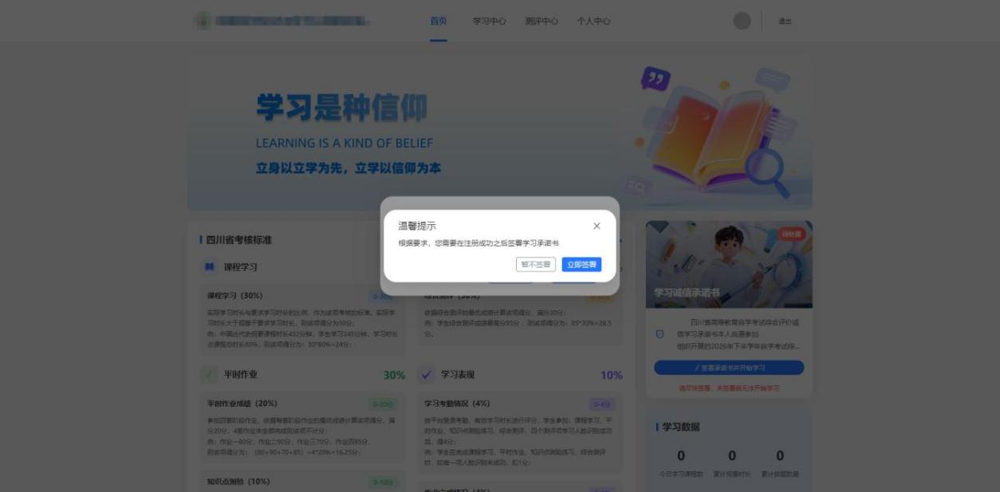 首页 学习中心 测评中心 个人中心 退出
学习是种信仰
LEARNING IS A KIND OF BELIEF
立身以立学为先，立学以信仰为本
温馨提示
根据要求，您需要在注册成功之后签署学习承诺书
暂不签署 立即签署
四川省考核标准
课程学习
课程学习（30%） 0-30分
实际学习时长与要求学习时长的比例，作为该项考核的标准。实际学
习时长大于或等于要求学习时长，则该项得分为30分；
例：中国近代史纲要课程时长432分钟，学生学习345分钟，学习时长
占课程总时长80%，则该项得分为：30*80%=24分；
综合测评（30%）
依据综合测评的最优成绩计算该项得分，满分30分；
例：学生综合测评成绩最高分95分，则该项得分为：95*30%=28.5
分。
平时作业 30%
平时作业成绩（20%） 0-20分
参加四套阶段作业，依据每套阶段作业的最优成绩计算该项得分，满
分20分，4套作业未全部完成则该项不计分；
例：作业一80分，作业二90分，作业三70分，作业四85分，
则该项得分为：（80+90+70+85）÷4*20%=16.25分；
知识点测验（10%） 0-10分
学习表现 10%
学习考勤情况（4%） 0-4分
按平台登录考勤，有效学习时长进行评分，学生参加：课程学习、平
时作业、知识点测验练习、综合测评，四个测评项学习人脸识别成功
后，得4分；
例：学生在完成课程学习、平时作业、知识点测验练习、综合测评
时，如有一项人脸识别未成功，扣1分；
作业完成情况（4%）
待处理
学习诚信承诺书
四川省高等教育自学考试综合评价诚
信学习承诺书本人自愿参加
组织开展的2026年下半学年自学考试综...
签署承诺书并开始学习
请尽快签署，未签署前无法开始学习
学习数据
0 0 0
今日学习课程数 累计观看时长 累计做题数量